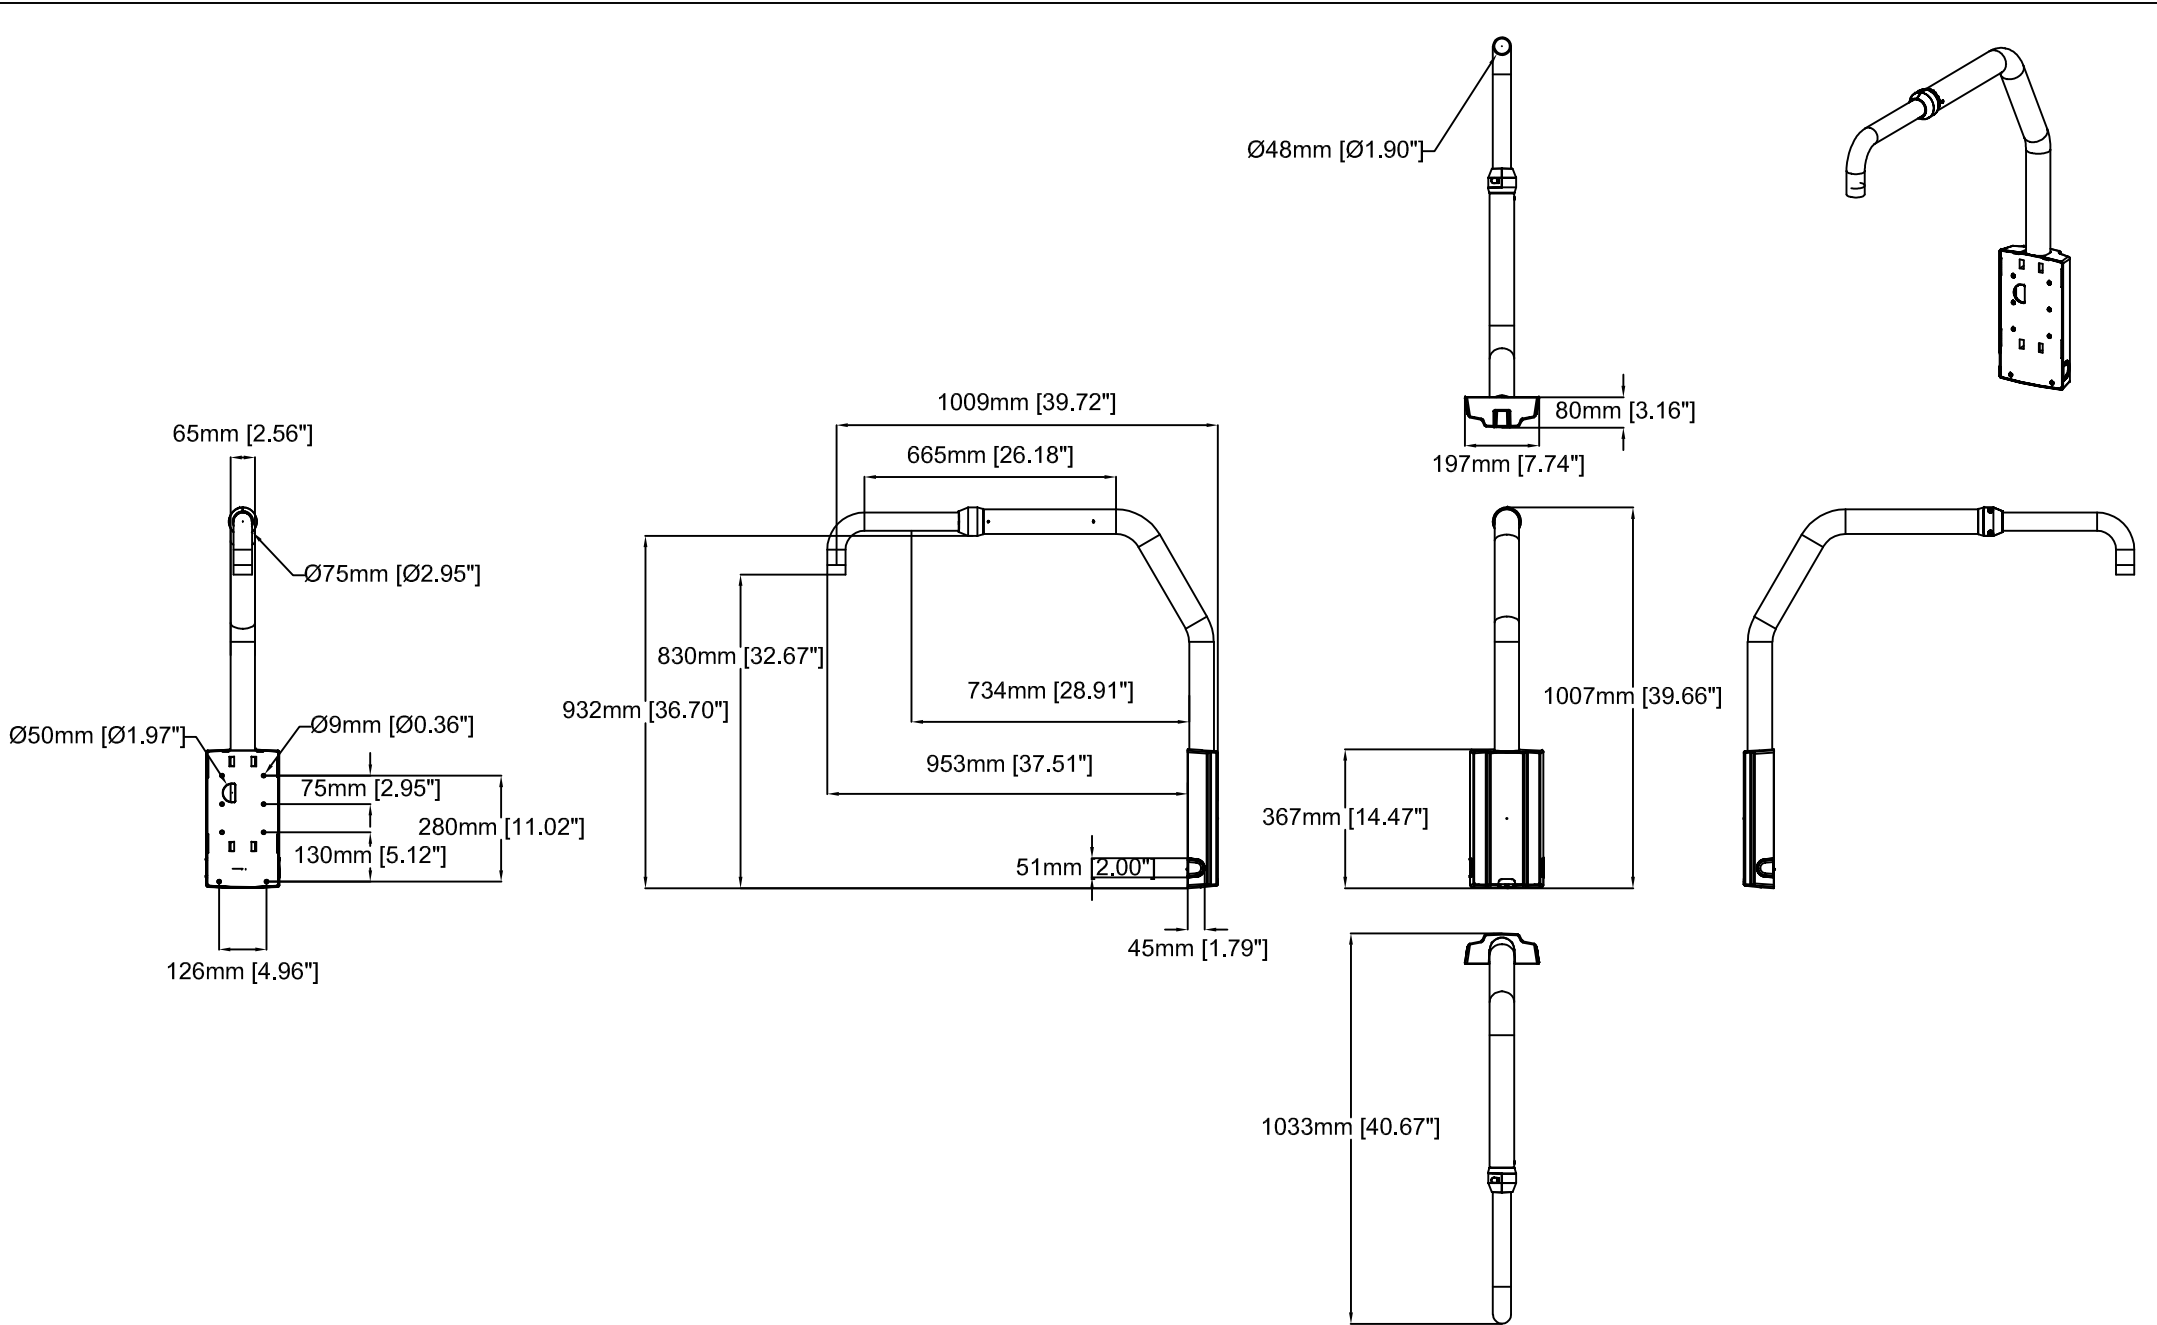 Ø48mm [Ø1.90"]
1009mm [39.72"]
80mm [3.16"]
65mm [2.56"]
665mm [26.18"]
197mm [7.74"]
Ø75mm [Ø2.95"]
830mm [32.67"]
734mm [28.91"]
1007mm [39.66"]
932mm [36.70"]
Ø9mm [Ø0.36"]
Ø50mm [Ø1.97"]
953mm [37.51"]
75mm [2.95"]
367mm [14.47"]
280mm [11.02"]
130mm [5.12"]
51mm [2.00"]
45mm [1.79"]
126mm [4.96"]
1033mm [40.67"]